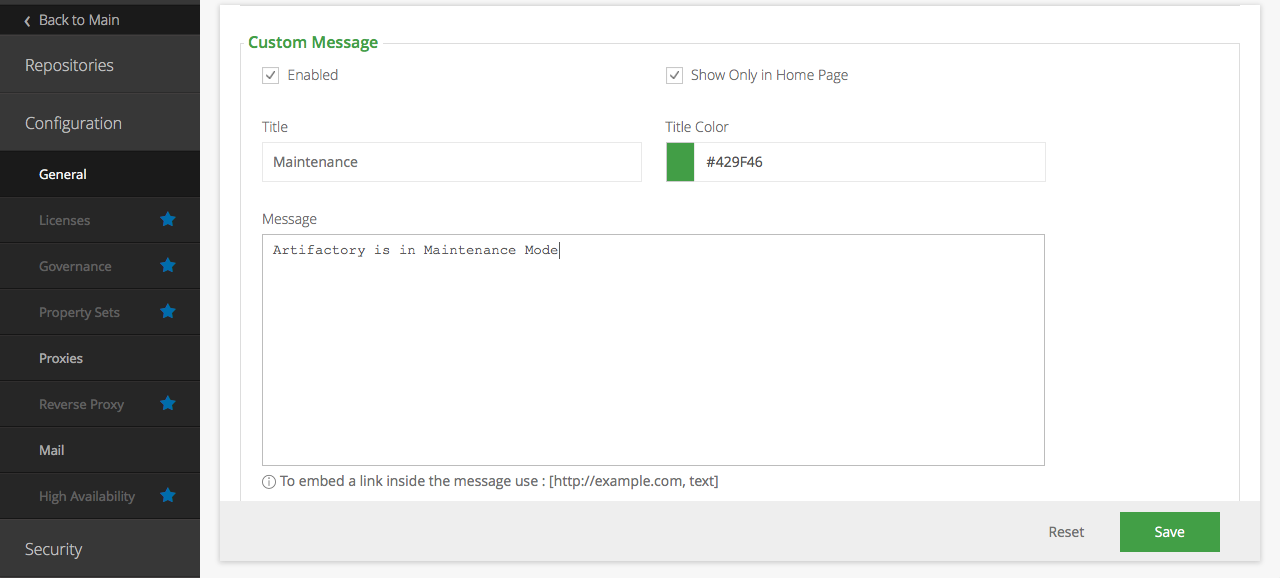 Back to Main
Repositories
Configuration
General
Licenses
Governance
Property Sets
Proxies
Reverse Proxy
Mail
High Availability
Security
Custom Message
Enabled
Show Only in Home Page
Title
Title Color
Maintenance
#429F46
Message
Artifactory is in Maintenance Mode
To embed a link inside the message use : [http://example.com, text]
Reset
Save